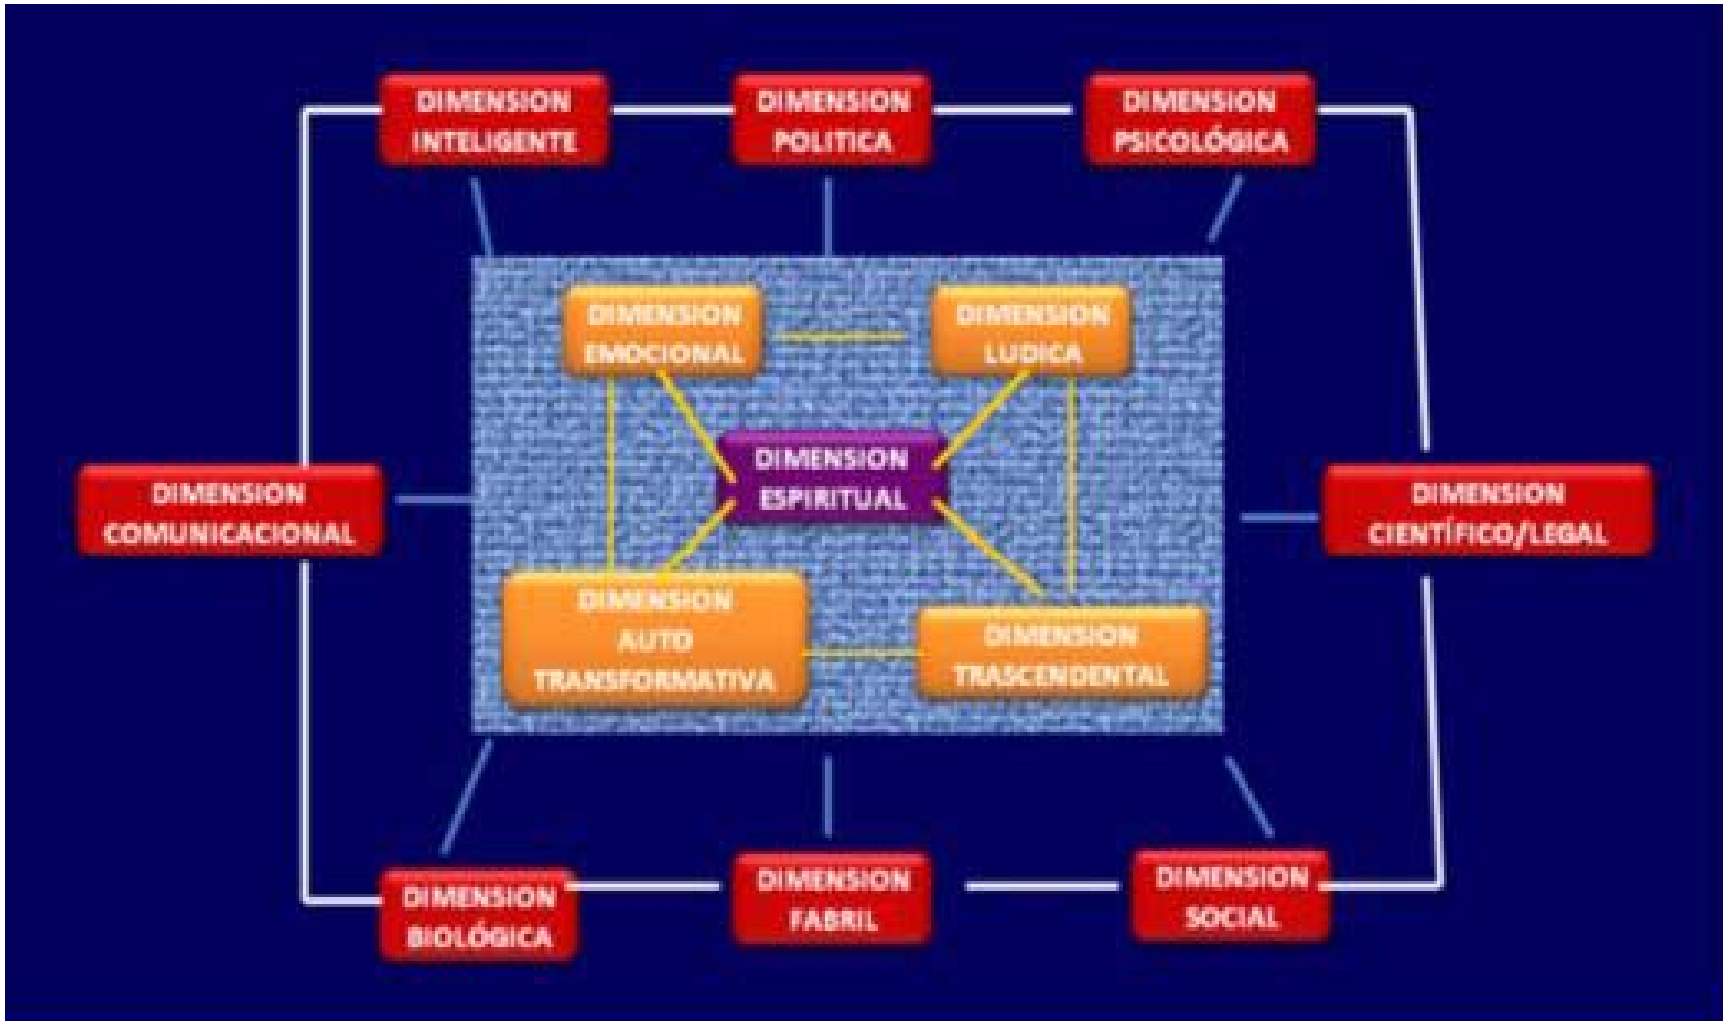 DIMENSION
INTELIGENTE
DIMENSION
POLITICA
DIMENSION
PSICOLÓGICA
DIMENSION
EMOCIONAL
DIMENSION
LUDICA
DIMENSION
ESPIRITUAL
DIMENSION
COMUNICACIONAL
DIMENSION
CIENTÍFICO/LEGAL
DIMENSION
AUTO
TRANSFORMATIVA
DIMENSION
TRASCENDENTAL
DIMENSION
BIOLÓGICA
DIMENSION
FABRIL
DIMENSION
SOCIAL